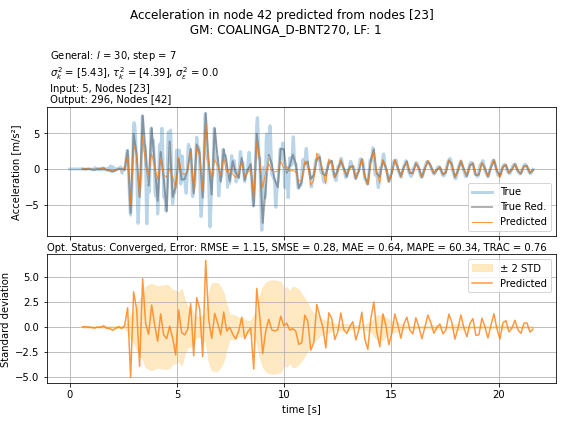 Acceleration in node 42 predicted from nodes [23]
GM: COALINGA_D-BNT270, LF: 1
General: l = 30, step = 7
σ²ₖ = [5.43], τ²ₖ = [4.39], σ²ε = 0.0
Input: 5, Nodes [23]
Output: 296, Nodes [42]
Acceleration [m/s²]
5
0
−5
True
True Red.
Predicted
Opt. Status: Converged, Error: RMSE = 1.15, SMSE = 0.28, MAE = 0.64, MAPE = 60.34, TRAC = 0.76
Standard deviation
5.0
2.5
0.0
−2.5
−5.0
± 2 STD
Predicted
0 5 10 15 20
time [s]